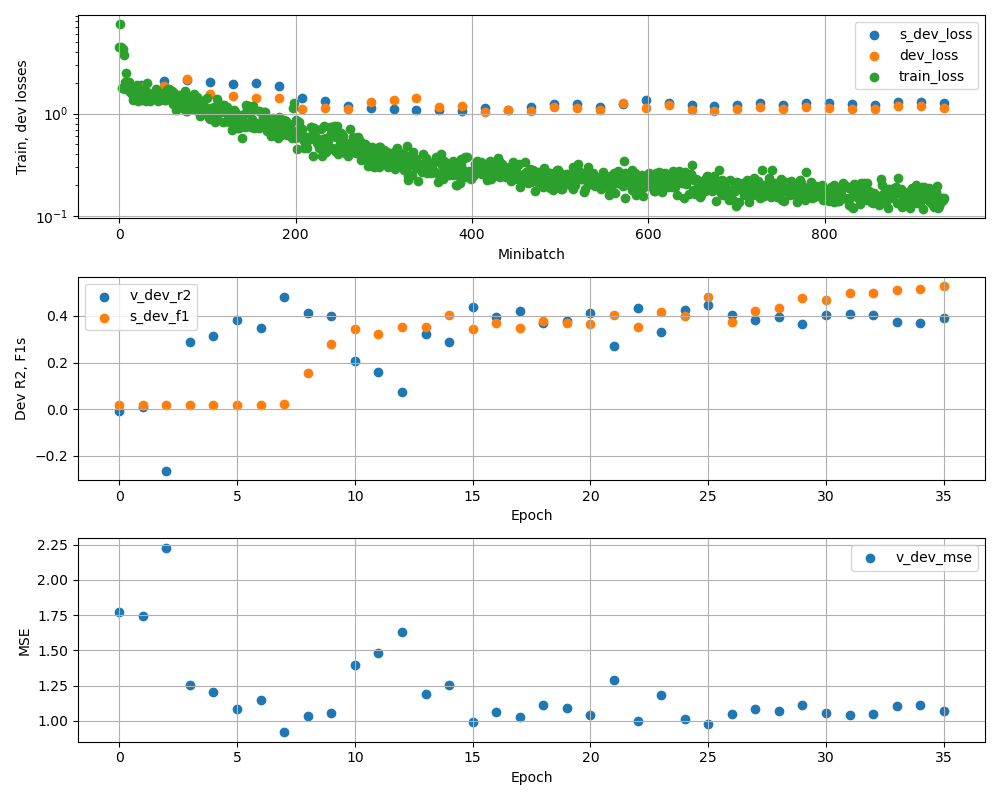 Train, dev losses
10⁰
10⁻¹
s_dev_loss
dev_loss
train_loss
0 200 400 600 800
Minibatch
Dev R2, F1s
0.4
0.2
0.0
−0.2
v_dev_r2
s_dev_f1
0 5 10 15 20 25 30 35
Epoch
MSE
2.25
2.00
1.75
1.50
1.25
1.00
v_dev_mse
0 5 10 15 20 25 30 35
Epoch